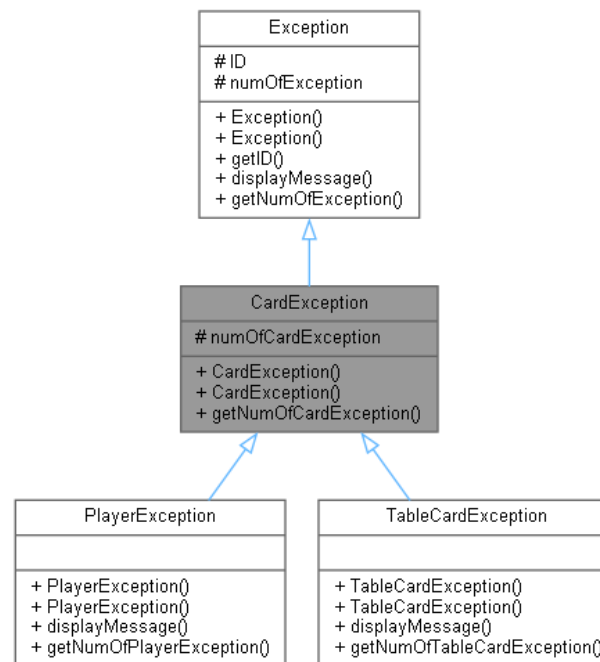 Exception
# ID
# numOfException
+ Exception()
+ Exception()
+ getID()
+ displayMessage()
+ getNumOfException()
CardException
# numOfCardException
+ CardException()
+ CardException()
+ getNumOfCardException()
PlayerException
+ PlayerException()
+ PlayerException()
+ displayMessage()
+ getNumOfPlayerException()
TableCardException
+ TableCardException()
+ TableCardException()
+ displayMessage()
+ getNumOfTableCardException()